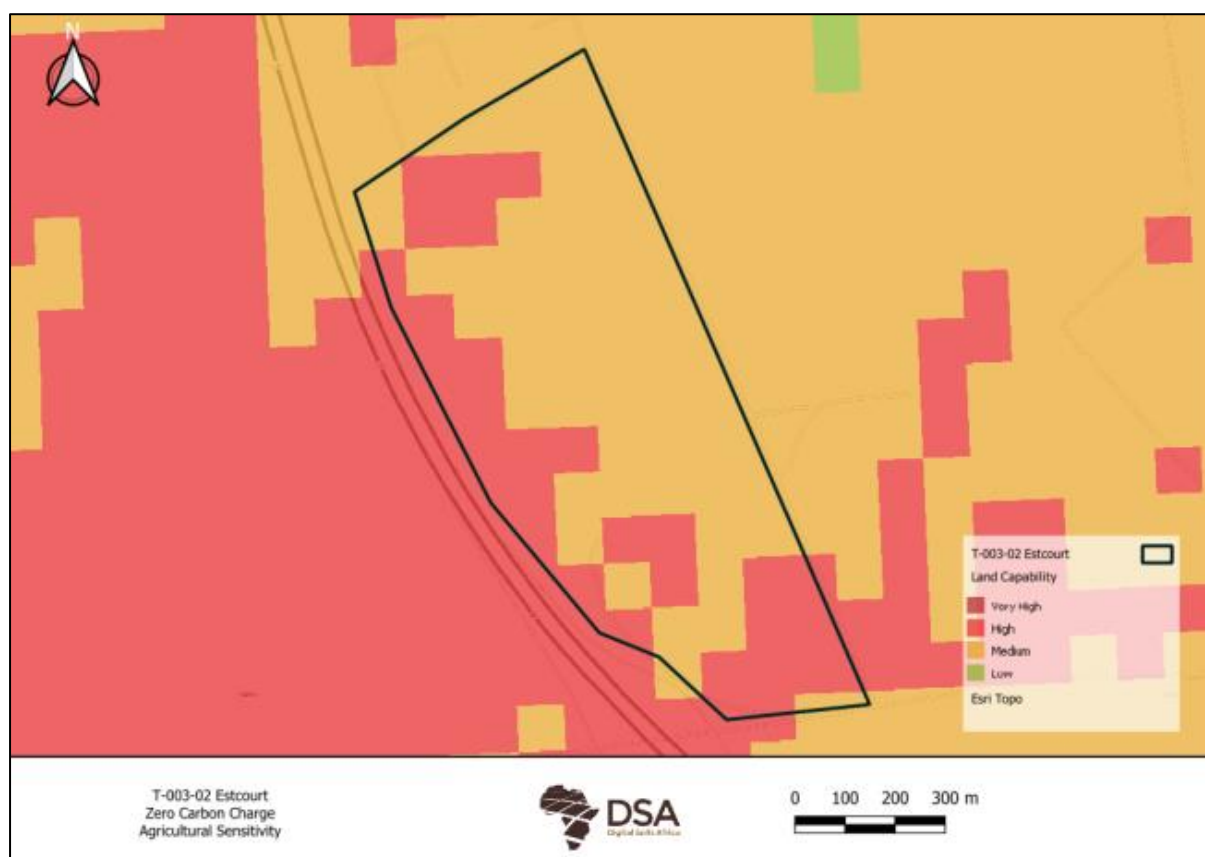 N
T-003-02 Estcourt
Land Capability
Very High
High
Medium
Low
Esri Topo
T-003-02 Estcourt
Zero Carbon Charge
Agricultural Sensitivity
DSA
0 100 200 300 m